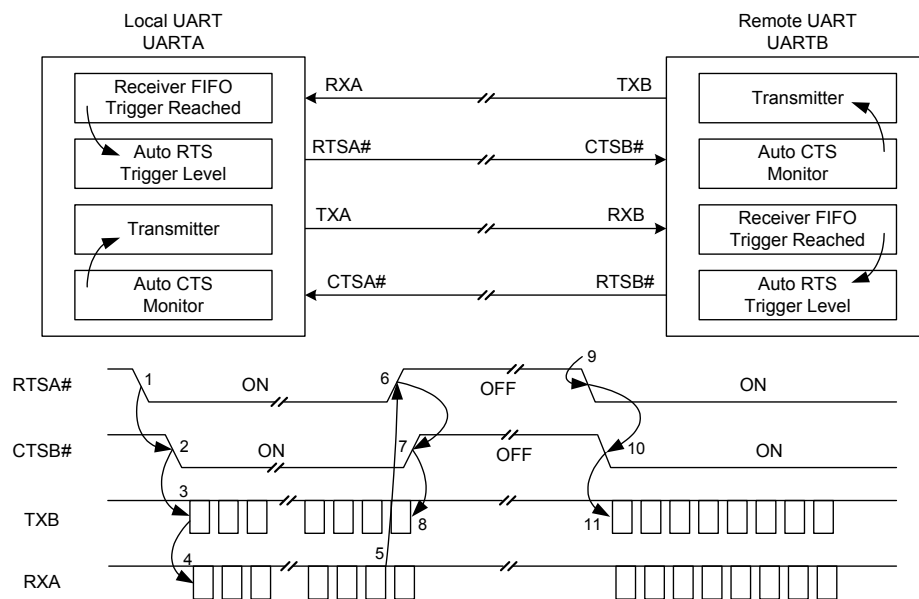 Local UART
UARTA
Remote UART
UARTB
Receiver FIFO
Trigger Reached
Auto RTS
Trigger Level
Transmitter
Auto CTS
Monitor
RXA
TXB
RTSA#
CTSB#
TXA
RXB
CTSA#
RTSB#
Transmitter
Auto CTS
Monitor
Receiver FIFO
Trigger Reached
Auto RTS
Trigger Level
RTSA#
1
ON
6
OFF
9
ON
CTSB#
2
ON
7
OFF
10
ON
TXB
3
8
11
RXA
4
5